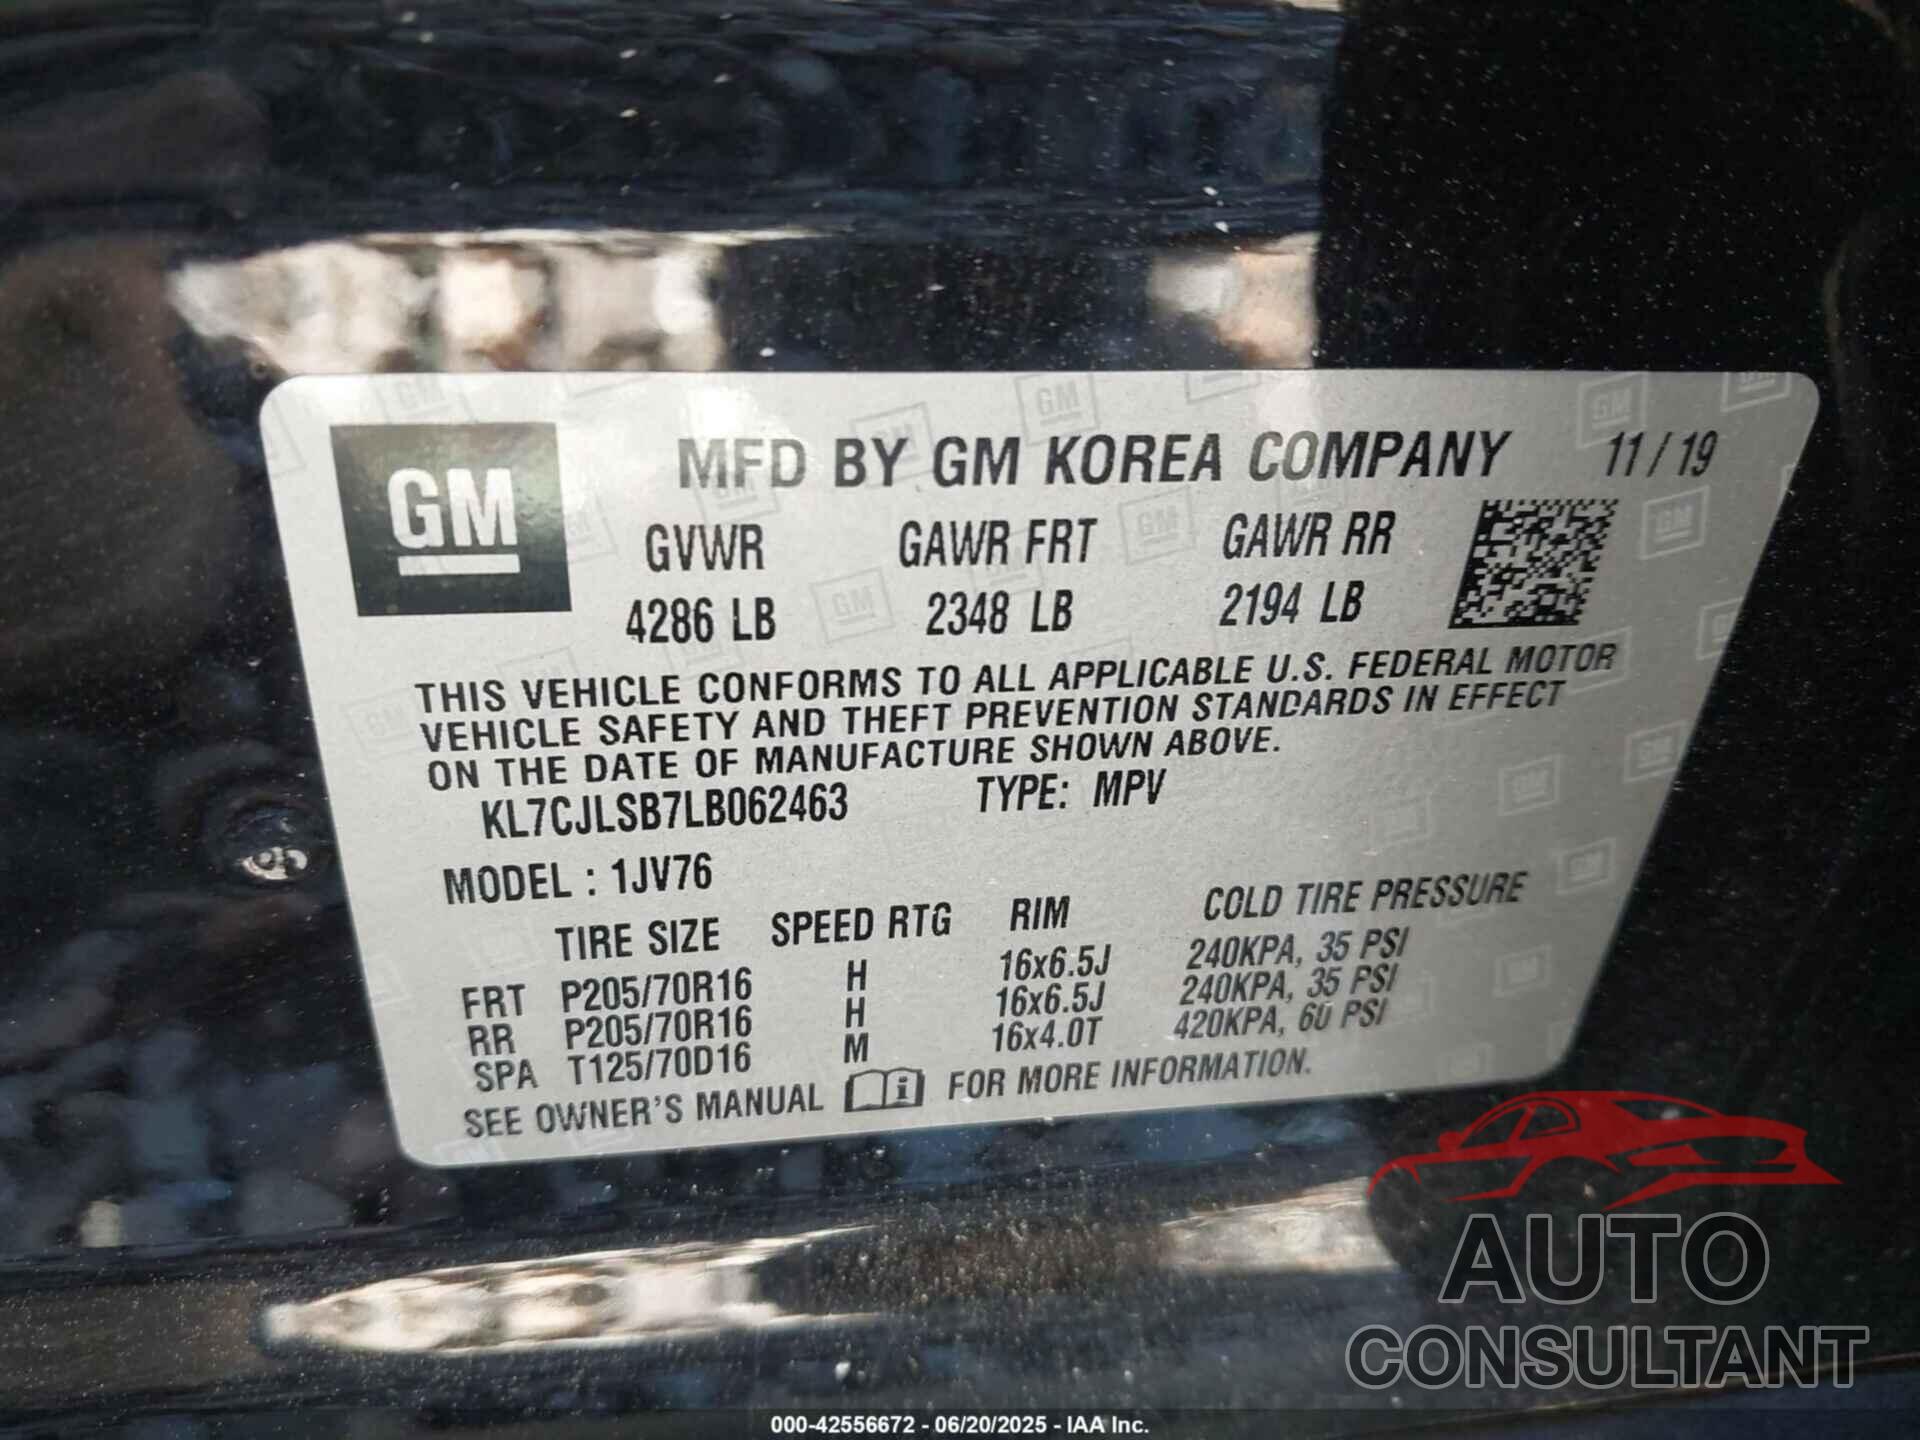 GM
MFD BY GM KOREA COMPANY 11/19
GVWR GAWR FRT GAWR RR
4286 LB 2348 LB 2194 LB
THIS VEHICLE CONFORMS TO ALL APPLICABLE U.S. FEDERAL MOTOR
VEHICLE SAFETY AND THEFT PREVENTION STANDARDS IN EFFECT
ON THE DATE OF MANUFACTURE SHOWN ABOVE.
KL7CJLSB7LB062463 TYPE: MPV
MODEL : 1JV76
TIRE SIZE SPEED RTG RIM COLD TIRE PRESSURE
FRT P205/70R16 H 16x6.5J 240KPA, 35 PSI
RR P205/70R16 H 16x6.5J 240KPA, 35 PSI
SPA T125/70D16 M 16x4.0T 420KPA, 60 PSI
SEE OWNER'S MANUAL i FOR MORE INFORMATION.
AUTO
CONSULTANT
000-42556672 - 06/20/2025 - IAA Inc.